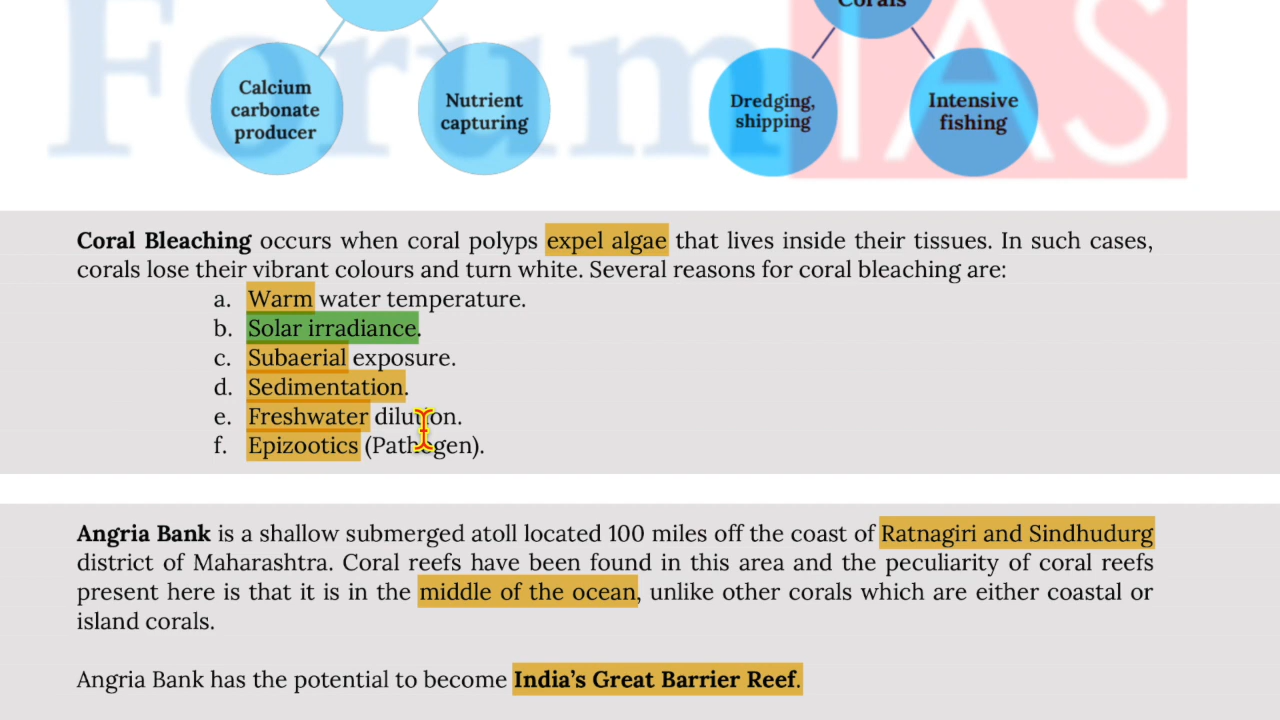 Forum IAS
Corals
Calcium
carbonate
producer
Nutrient
capturing
Dredging,
shipping
Intensive
fishing
Coral Bleaching occurs when coral polyps expel algae that lives inside their tissues. In such cases,
corals lose their vibrant colours and turn white. Several reasons for coral bleaching are:
a. Warm water temperature.
b. Solar irradiance.
c. Subaerial exposure.
d. Sedimentation.
e. Freshwater dilution.
f. Epizootics (Pathogen).
Angria Bank is a shallow submerged atoll located 100 miles off the coast of Ratnagiri and Sindhudurg
district of Maharashtra. Coral reefs have been found in this area and the peculiarity of coral reefs
present here is that it is in the middle of the ocean, unlike other corals which are either coastal or
island corals.
Angria Bank has the potential to become India's Great Barrier Reef.